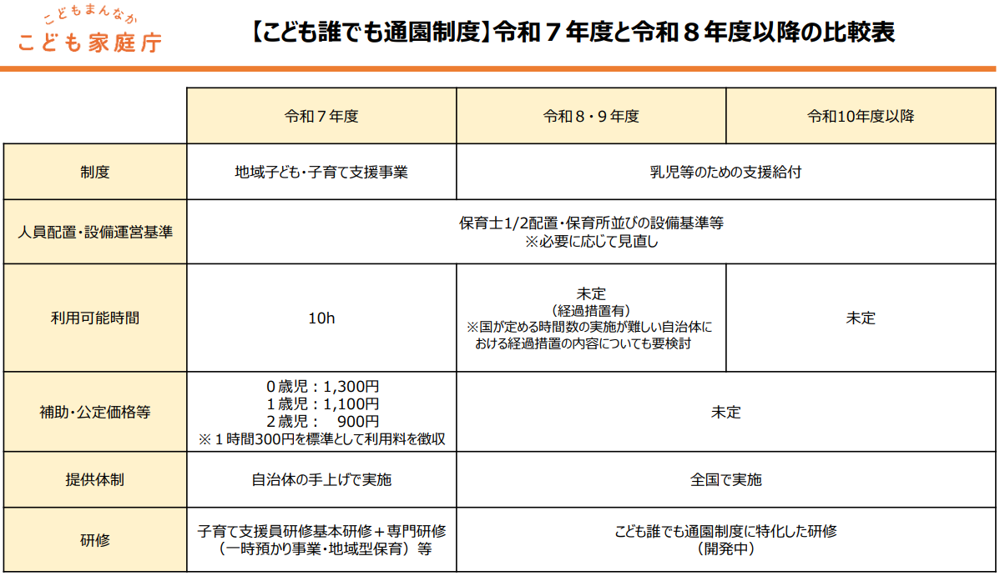 こどもまんなか
こども家庭庁
【こども誰でも通園制度】令和７年度と令和８年度以降の比較表
令和７年度
令和８・９年度
令和10年度以降
制度
地域子ども・子育て支援事業
乳児等のための支援給付
人員配置・設備運営基準
保育士1/2配置・保育所並びの設備基準等
※必要に応じて見直し
利用可能時間
10h
未定
（経過措置有）
※国が定める時間数の実施が難しい自治体に
おける経過措置の内容についても要検討
未定
補助・公定価格等
０歳児：1,300円
１歳児：1,100円
２歳児：　900円
※１時間300円を標準として利用料を徴収
未定
提供体制
自治体の手上げで実施
全国で実施
研修
子育て支援員研修基本研修＋専門研修
（一時預かり事業・地域型保育）等
こども誰でも通園制度に特化した研修
（開発中）